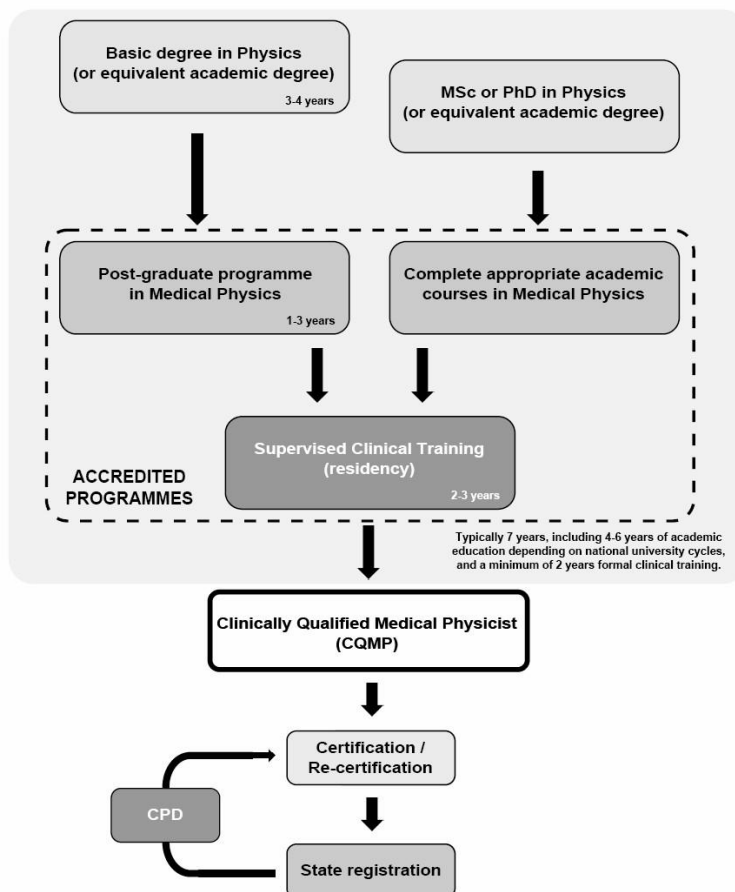 Basic degree in Physics
(or equivalent academic degree)
3-4 years
MSc or PhD in Physics
(or equivalent academic degree)
Post-graduate programme
in Medical Physics
1-3 years
Complete appropriate academic
courses in Medical Physics
Supervised Clinical Training
(residency)
2-3 years
ACCREDITED
PROGRAMMES
Typically 7 years, including 4-6 years of academic
education depending on national university cycles,
and a minimum of 2 years formal clinical training.
Clinically Qualified Medical Physicist
(CQMP)
Certification /
Re-certification
CPD
State registration